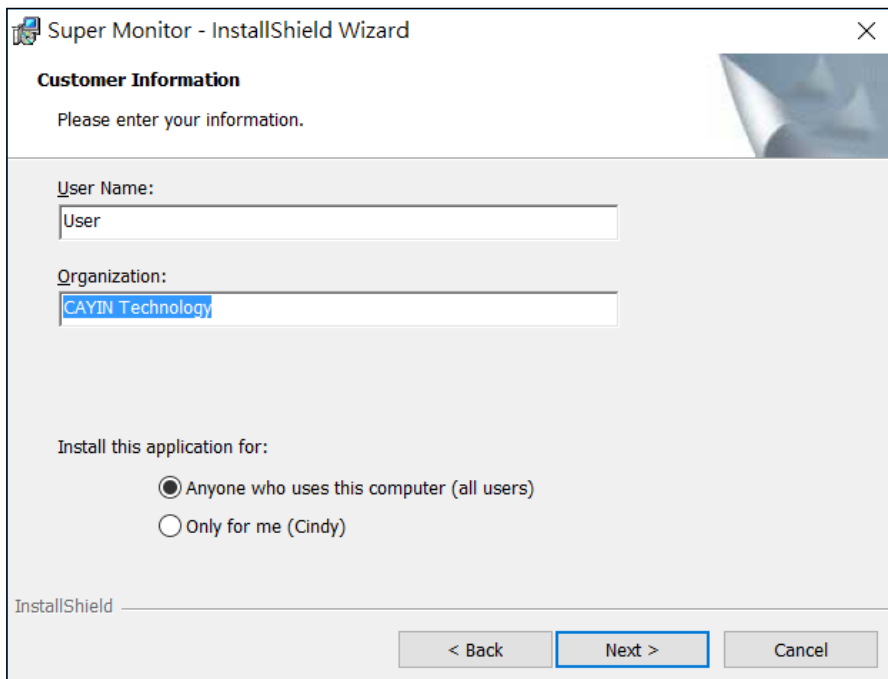 Super Monitor - InstallShield Wizard
Customer Information
Please enter your information.
User Name:
User
Organization:
CAYIN Technology
Install this application for:
Anyone who uses this computer (all users)
Only for me (Cindy)
InstallShield
< Back Next > Cancel